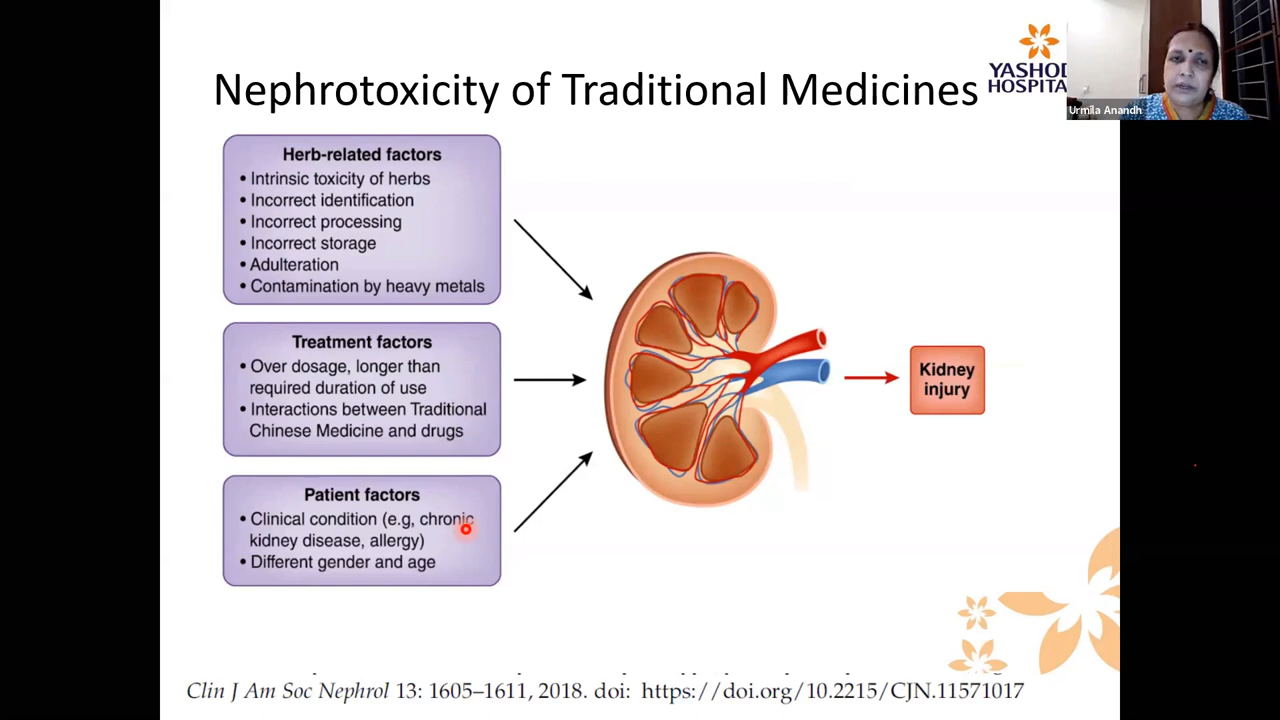 Nephrotoxicity of Traditional Medicines
YASHOD
HOSPITA
Urmila Anandh
Herb-related factors
• Intrinsic toxicity of herbs
• Incorrect identification
• Incorrect processing
• Incorrect storage
• Adulteration
• Contamination by heavy metals
Treatment factors
• Over dosage, longer than
required duration of use
• Interactions between Traditional
Chinese Medicine and drugs
Patient factors
• Clinical condition (e.g, chronic
kidney disease, allergy)
• Different gender and age
Kidney
injury
Clin J Am Soc Nephrol 13: 1605–1611, 2018. doi: https://doi.org/10.2215/CJN.11571017